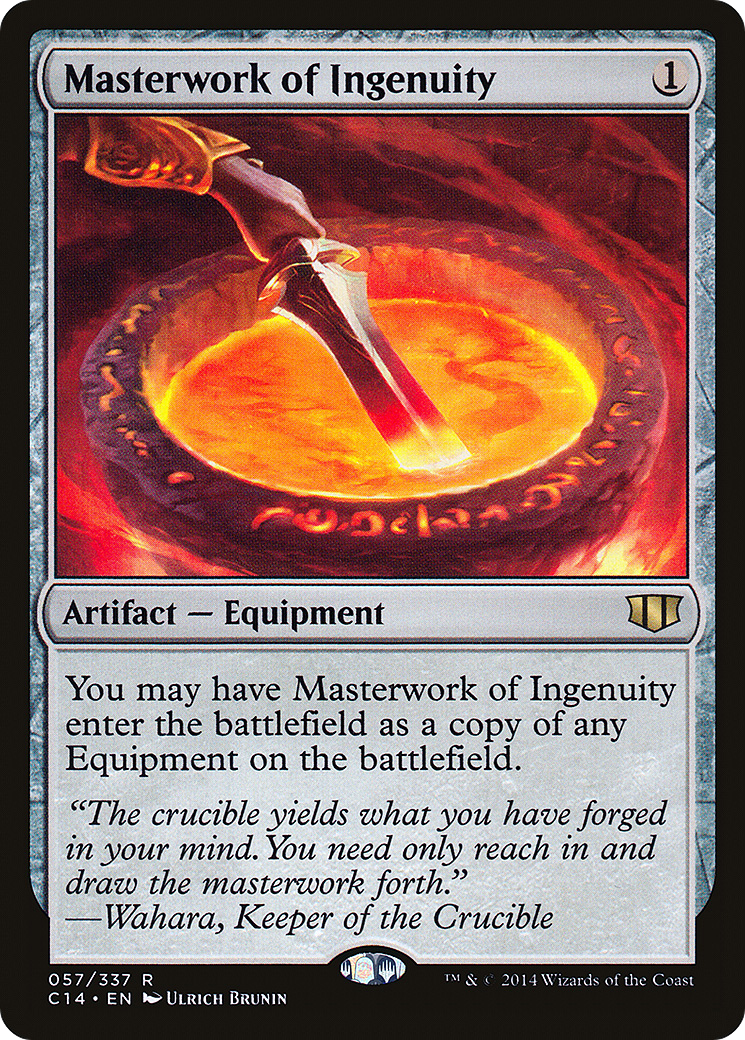 Masterwork of Ingenuity 1
Artifact — Equipment
You may have Masterwork of Ingenuity
enter the battlefield as a copy of any
Equipment on the battlefield.
“The crucible yields what you have forged
in your mind. You need only reach in and
draw the masterwork forth.”
—Wahara, Keeper of the Crucible
057/337 R
™ & © 2014 Wizards of the Coast
C14 • EN Ulrich Brunin